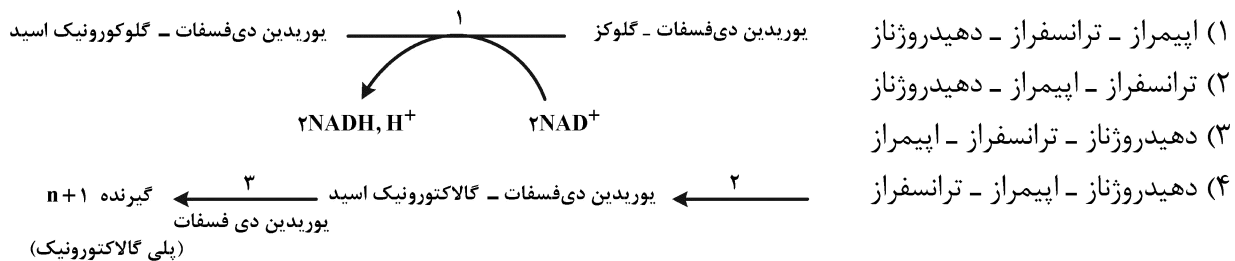 ۱) اپیمراز ـ ترانسفراز ـ دهیدروژناز
۲) ترانسفراز ـ اپیمراز ـ دهیدروژناز
۳) دهیدروژناز ـ ترانسفراز ـ اپیمراز
۴) دهیدروژناز ـ اپیمراز ـ ترانسفراز
۱
یوریدین دی‌فسفات ـ گلوکز
یوریدین دی‌فسفات ـ گلوکورونیک اسید
۲NAD⁺
۲NADH, H⁺
۲
یوریدین دی‌فسفات ـ گالاکتورونیک اسید
۳
یوریدین دی فسفات
گیرنده n+۱
(پلی گالاکتورونیک)